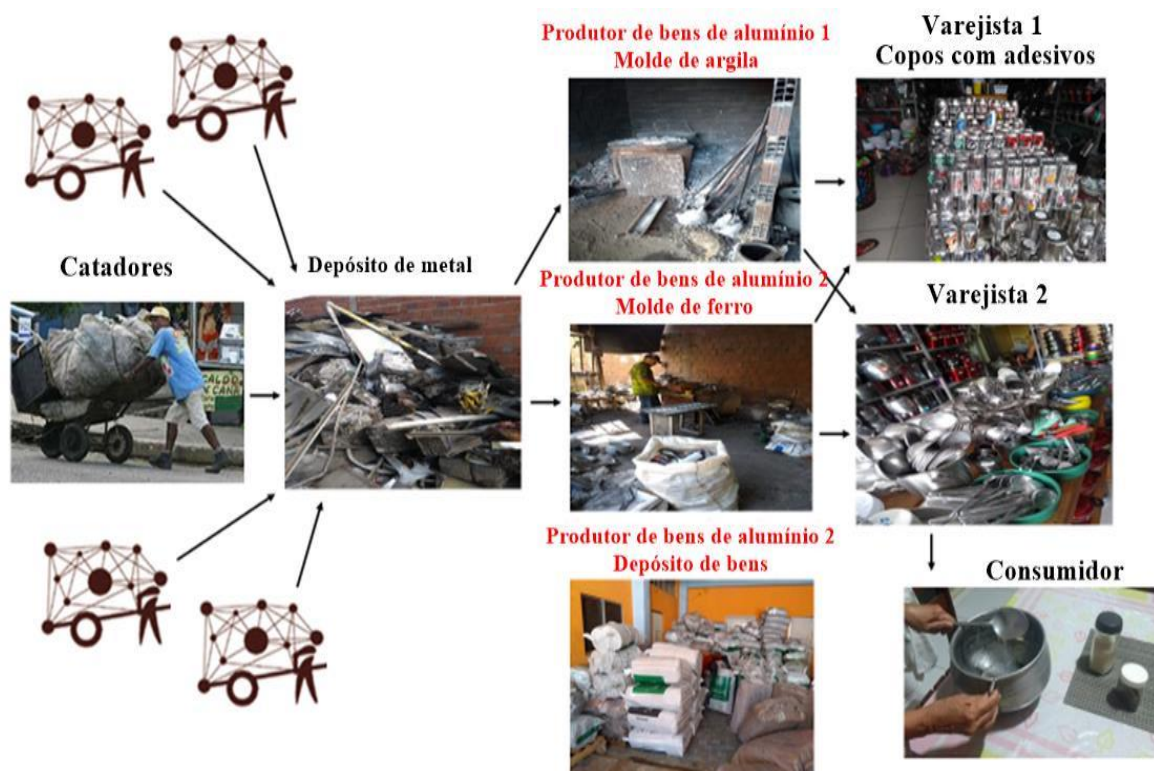 Produtor de bens de alumínio 1
Molde de argila
Varejista 1
Copos com adesivos
Catadores
Depósito de metal
Produtor de bens de alumínio 2
Molde de ferro
Varejista 2
CALDO
CANA
Produtor de bens de alumínio 2
Depósito de bens
Consumidor